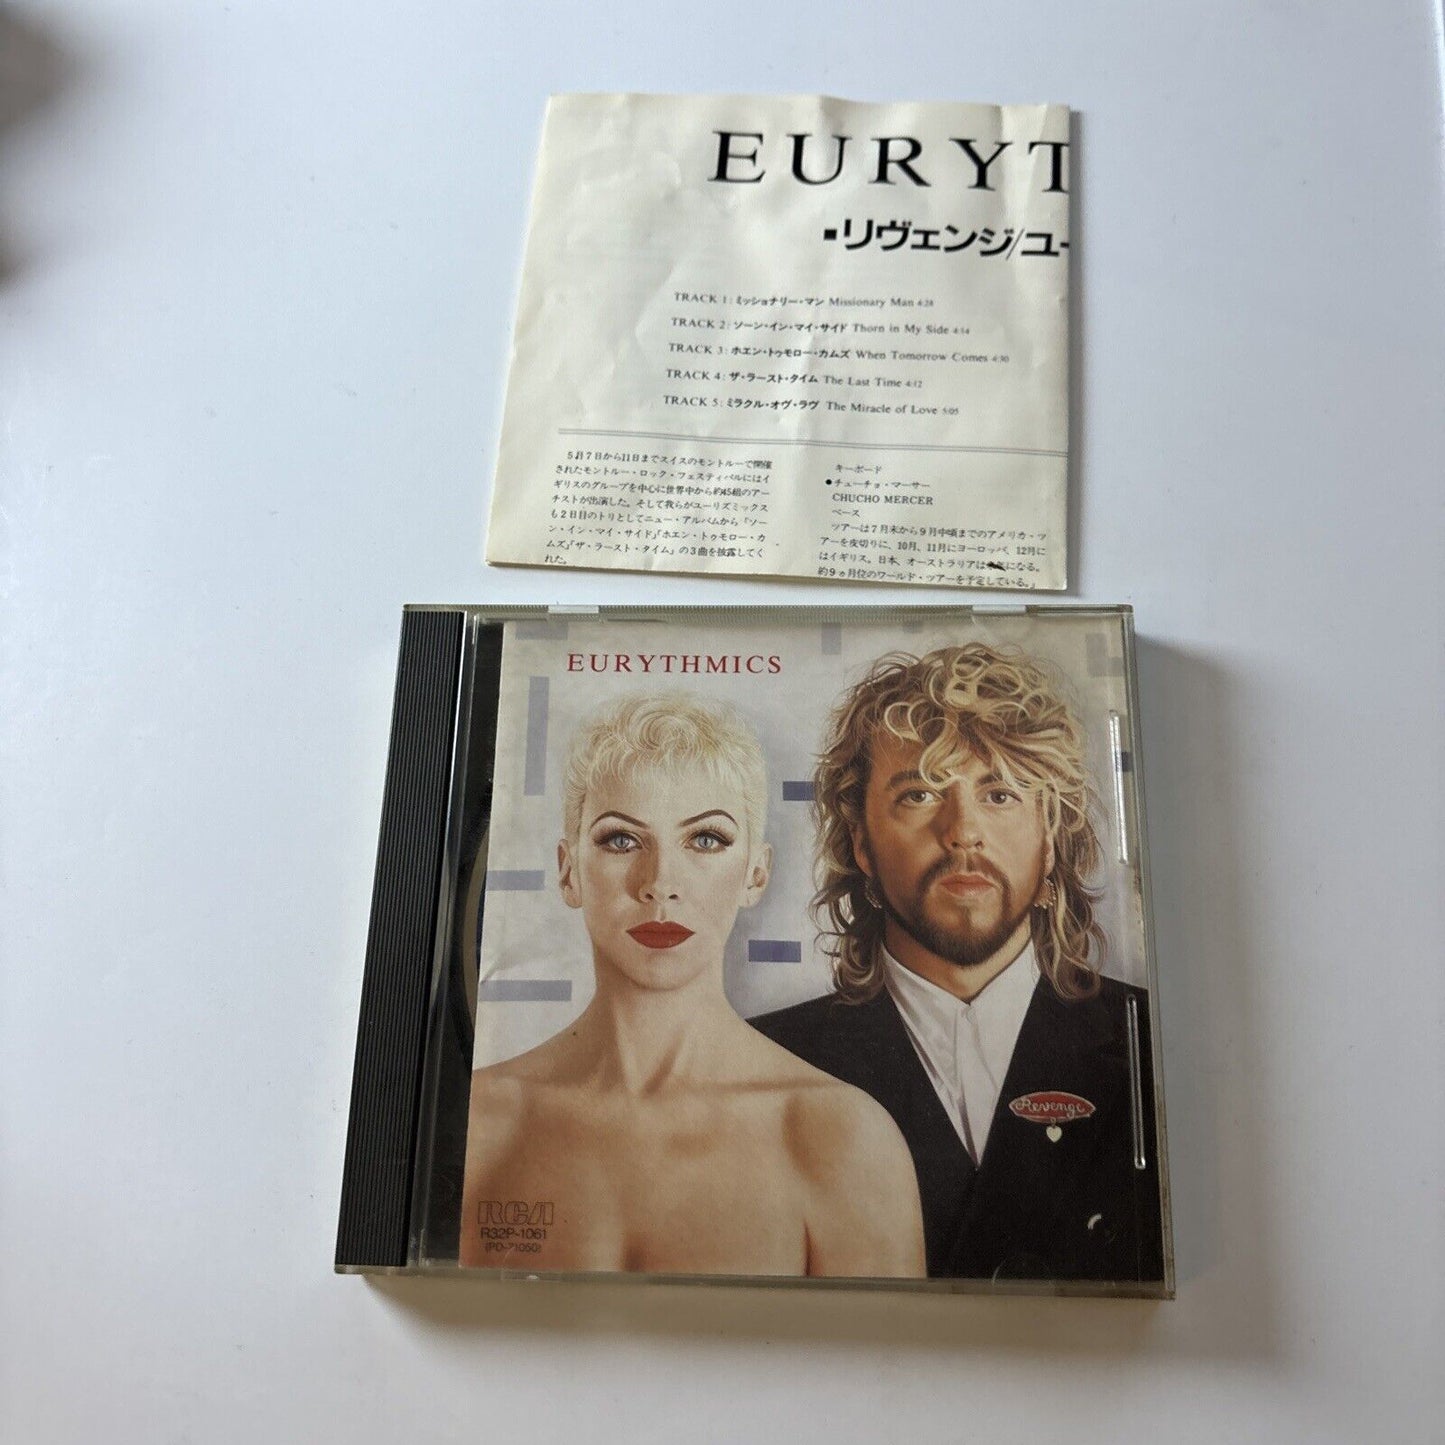 EURYT
■リヴェンジ/ユー
TRACK 1:ミッショナリー・マン Missionary Man 4:28
TRACK 2:ソーン・イン・マイ・サイド Thorn in My Side 4:14
TRACK 3:ホエン・トゥモロー・カムズ When Tomorrow Comes 4:30
TRACK 4:ザ・ラースト・タイム The Last Time 4:12
TRACK 5:ミラクル・オヴ・ラヴ The Miracle of Love 5:05
5月7日から11日までスイスのモントルーで開催
されたモントルー・ロック・フェスティバルにはイ
ギリスのグループを中心に世界中から約45組のアー
チストが出演した。そして我らがユーリズミックス
も2日目のトリとしてニュー・アルバムから「ソー
ン・イン・マイ・サイド」「ホエン・トゥモロー・カ
ムズ」「ザ・ラースト・タイム」の3曲を披露してく
れた。
キーボード
●チューチョ・マーサー
CHUCHO MERCER
ベース
ツアーは7月末から9月中頃までのアメリカ・ツ
アーを皮切りに、10月、11月にヨーロッパ、12月に
はイギリス。日本、オーストラリアは になる。
約9ヵ月位のワールド・ツアーを予定している。」
EURYTHMICS
Revenge
RCA
R32P-1061
(PD-71050)